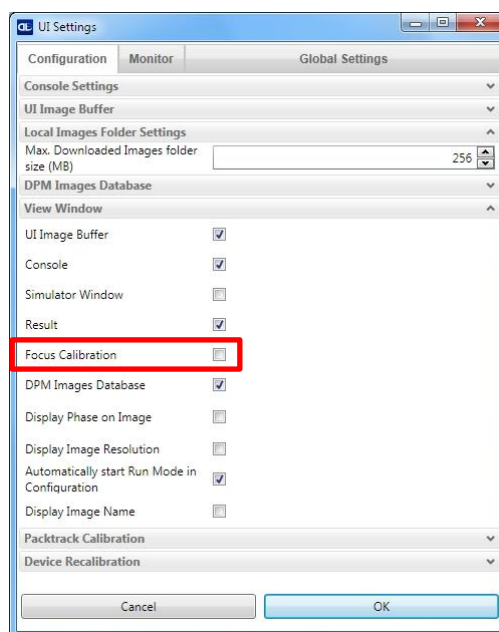 DL UI Settings
Configuration Monitor Global Settings
Console Settings
UI Image Buffer
Local Images Folder Settings
Max. Downloaded Images folder
size (MB) 256
DPM Images Database
View Window
UI Image Buffer
Console
Simulator Window
Result
Focus Calibration
DPM Images Database
Display Phase on Image
Display Image Resolution
Automatically start Run Mode in
Configuration
Display Image Name
Packtrack Calibration
Device Recalibration
Cancel OK